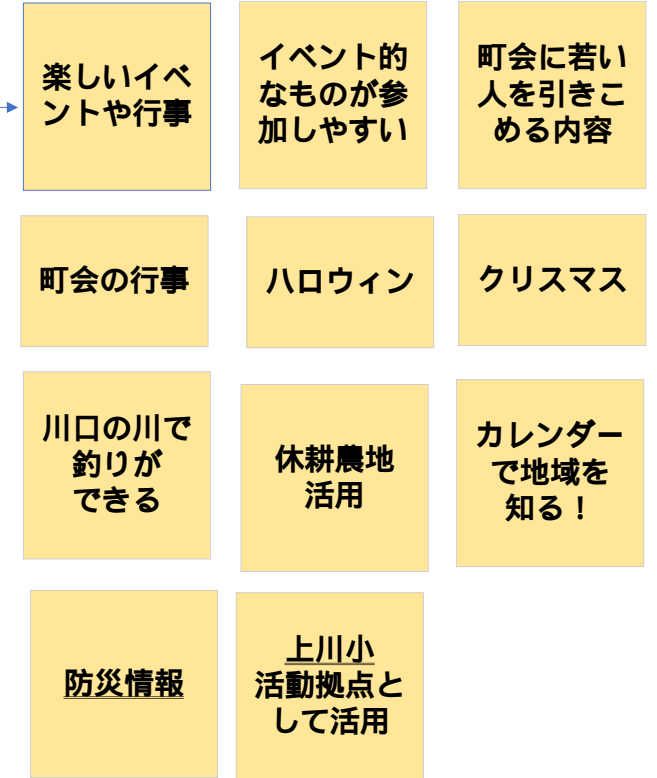 楽しいイベ
ントや行事
イベント的
なものが参
加しやすい
町会に若い
人を引きこ
める内容
町会の行事
ハロウィン
クリスマス
川口の川で
釣りが
できる
休耕農地
活用
カレンダー
で地域を
知る！
防災情報
上川小
活動拠点と
して活用